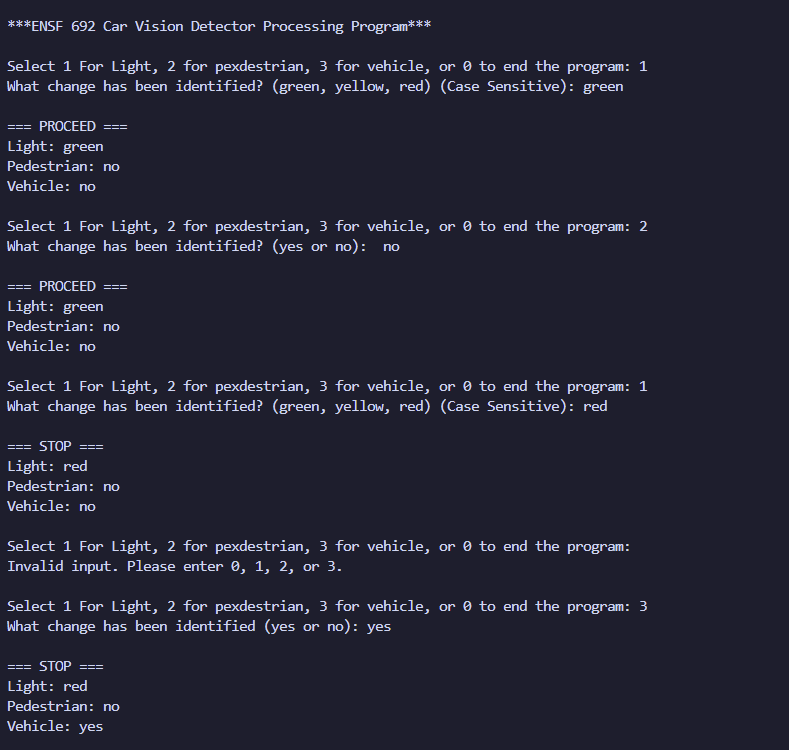 ***ENSF 692 Car Vision Detector Processing Program***
Select 1 For Light, 2 for pexdestrian, 3 for vehicle, or 0 to end the program: 1
What change has been identified? (green, yellow, red) (Case Sensitive): green
=== PROCEED ===
Light: green
Pedestrian: no
Vehicle: no
Select 1 For Light, 2 for pexdestrian, 3 for vehicle, or 0 to end the program: 2
What change has been identified? (yes or no):  no
=== PROCEED ===
Light: green
Pedestrian: no
Vehicle: no
Select 1 For Light, 2 for pexdestrian, 3 for vehicle, or 0 to end the program: 1
What change has been identified? (green, yellow, red) (Case Sensitive): red
=== STOP ===
Light: red
Pedestrian: no
Vehicle: no
Select 1 For Light, 2 for pexdestrian, 3 for vehicle, or 0 to end the program:
Invalid input. Please enter 0, 1, 2, or 3.
Select 1 For Light, 2 for pexdestrian, 3 for vehicle, or 0 to end the program: 3
What change has been identified (yes or no): yes
=== STOP ===
Light: red
Pedestrian: no
Vehicle: yes